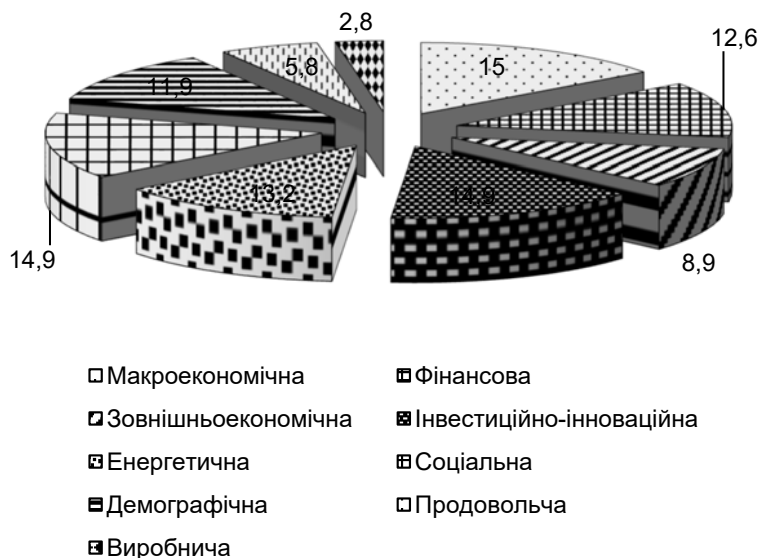 2,8
12,6
5,8
15
11,9
13,2
14,9
14,9
8,9
Макроекономічна
Фінансова
Зовнішньоекономічна
Інвестиційно-інноваційна
Енергетична
Соціальна
Демографічна
Продовольча
Виробнича